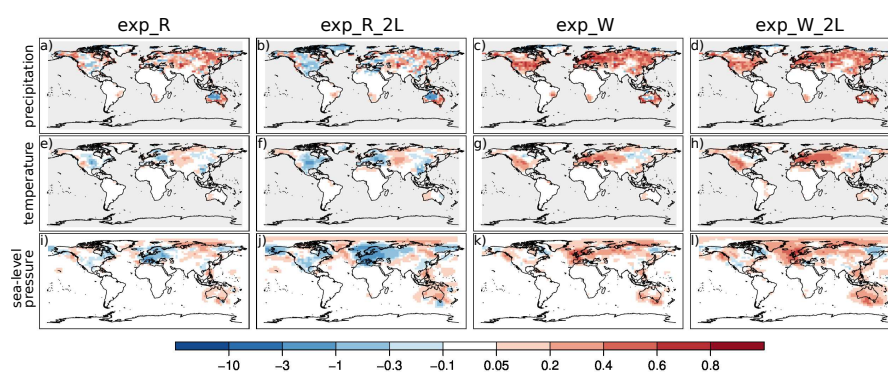 exp_R exp_R_2L exp_W exp_W_2L
precipitation
a) b) c) d)
temperature
e) f) g) h)
sea-level
pressure
i) j) k) l)
−10 −3 −1 −0.3 −0.1 0.05 0.2 0.4 0.6 0.8